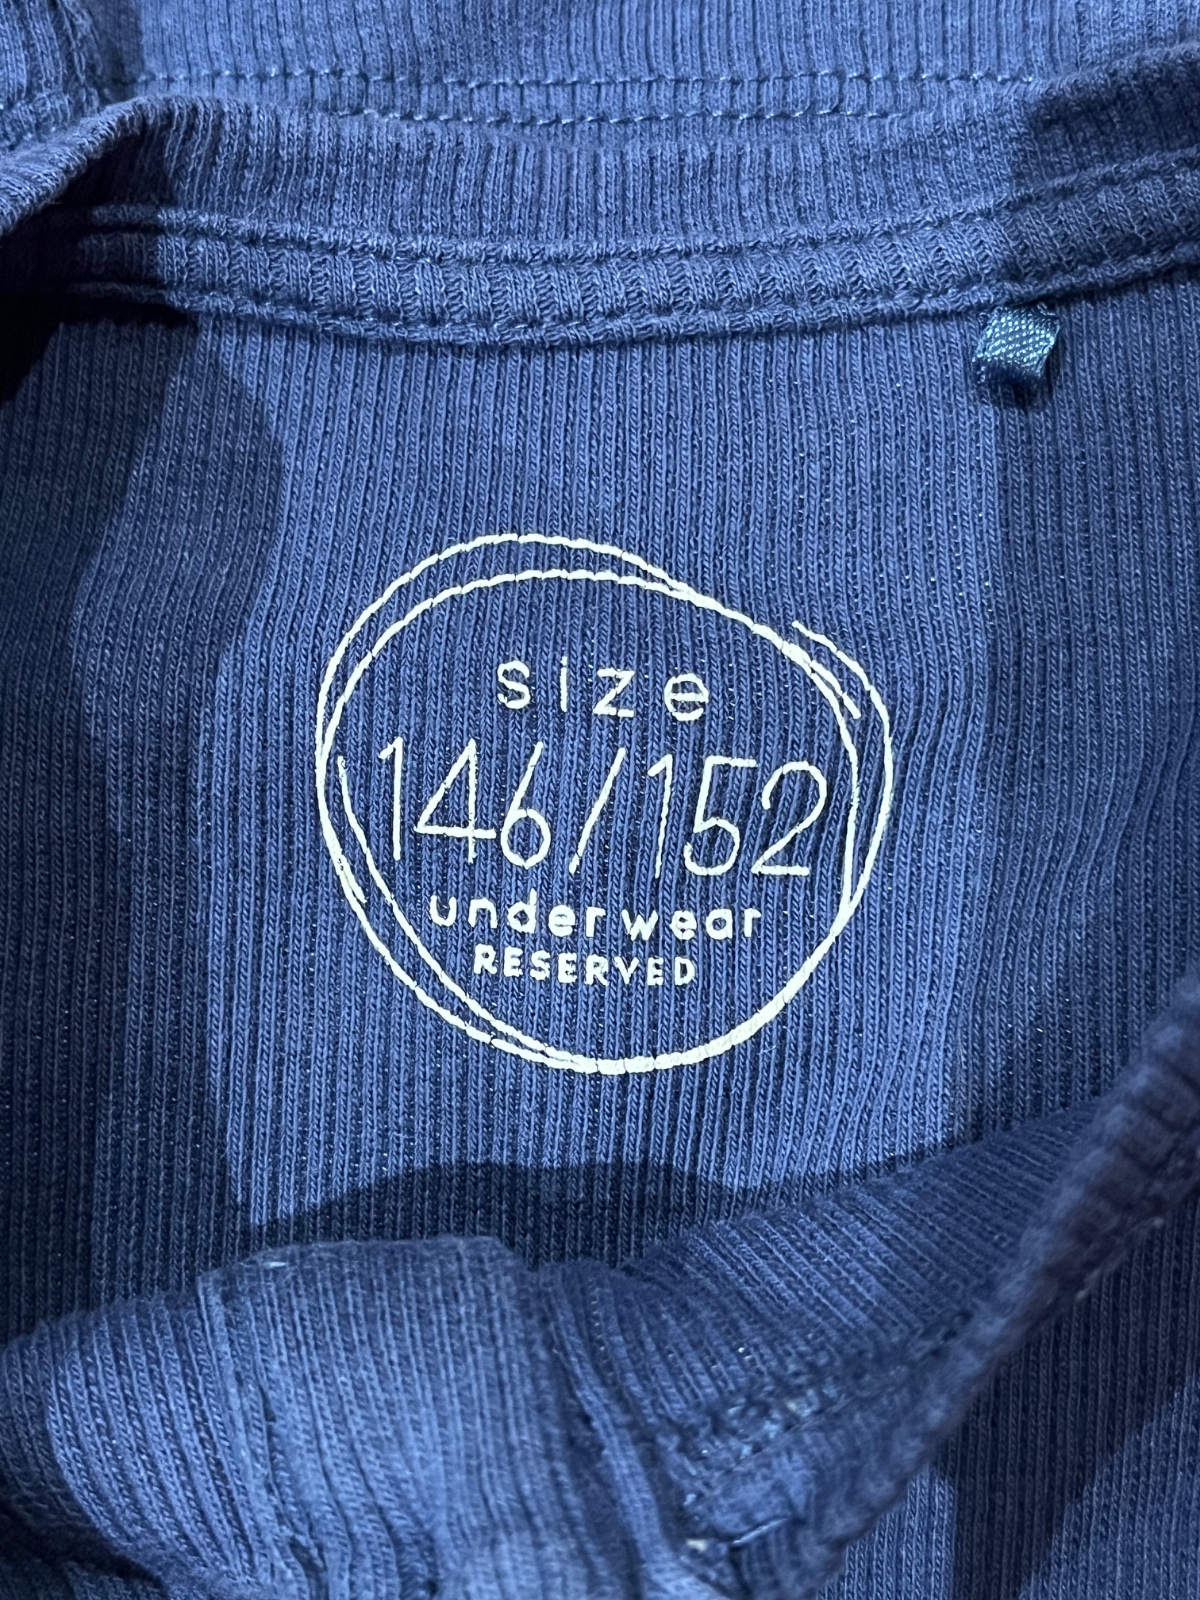 size
146/152
underwear
RESERVED